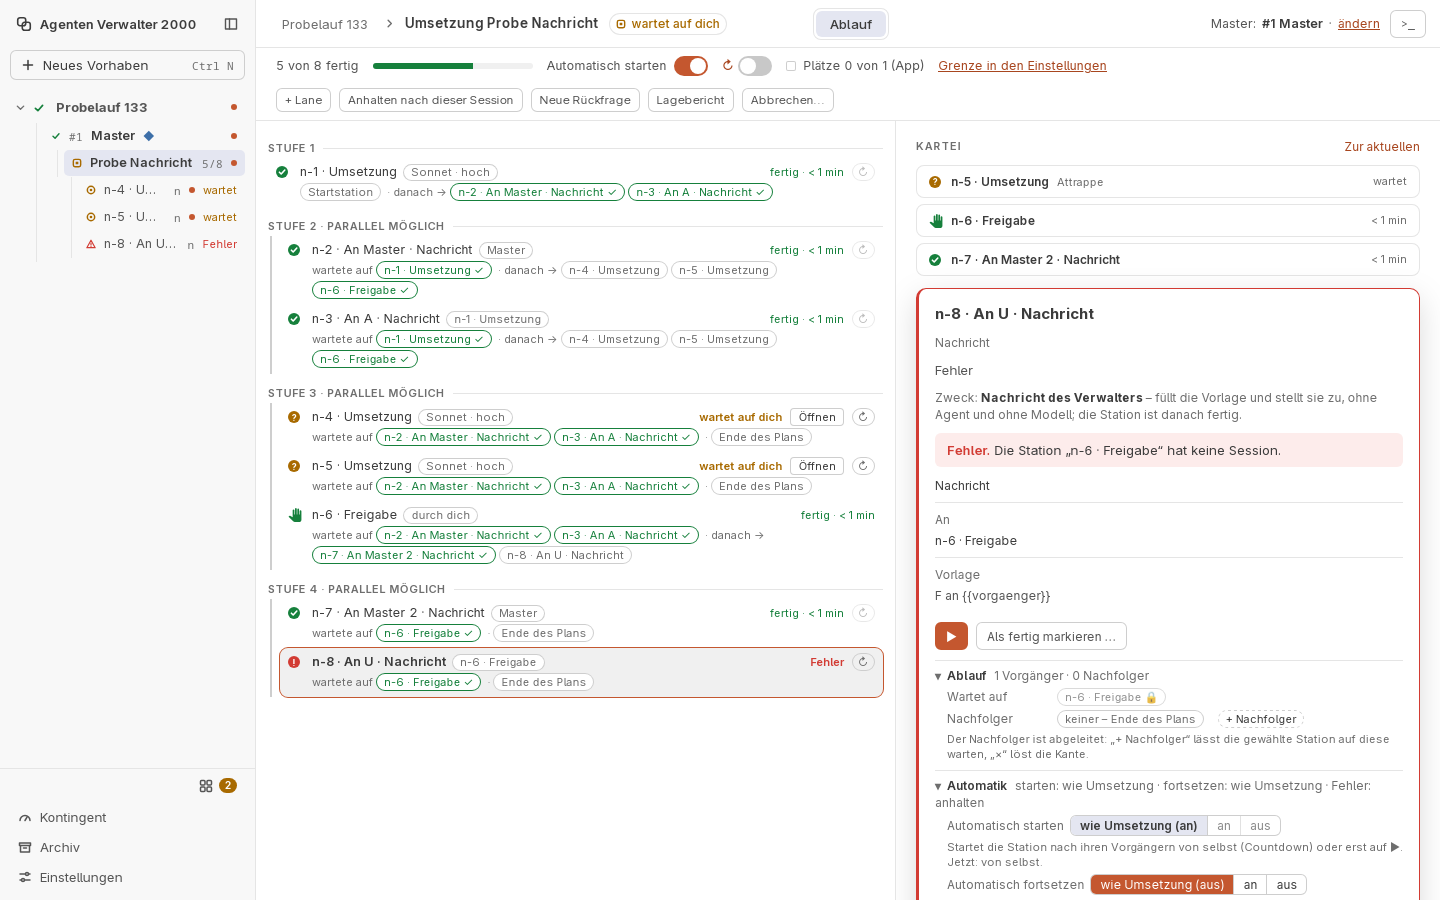 Agenten Verwalter 2000
Neues Vorhaben Ctrl N
Probelauf 133
#1 Master
Probe Nachricht 5/8
n-4 · U... n wartet
n-5 · U... n wartet
n-8 · An U... n Fehler
2
Kontingent
Archiv
Einstellungen
Probelauf 133 > Umsetzung Probe Nachricht wartet auf dich
Ablauf
Master: #1 Master · ändern >_
5 von 8 fertig Automatisch starten Plätze 0 von 1 (App) Grenze in den Einstellungen
+ Lane Anhalten nach dieser Session Neue Rückfrage Lagebericht Abbrechen...
STUFE 1
n-1 · Umsetzung Sonnet · hoch fertig · < 1 min
Startstation · danach → n-2 · An Master · Nachricht ✓ n-3 · An A · Nachricht ✓
STUFE 2 · PARALLEL MÖGLICH
n-2 · An Master · Nachricht Master fertig · < 1 min
wartete auf n-1 · Umsetzung ✓ · danach → n-4 · Umsetzung n-5 · Umsetzung
n-6 · Freigabe ✓
n-3 · An A · Nachricht n-1 · Umsetzung fertig · < 1 min
wartete auf n-1 · Umsetzung ✓ · danach → n-4 · Umsetzung n-5 · Umsetzung
n-6 · Freigabe ✓
STUFE 3 · PARALLEL MÖGLICH
n-4 · Umsetzung Sonnet · hoch wartet auf dich Öffnen
wartete auf n-2 · An Master · Nachricht ✓ n-3 · An A · Nachricht ✓ · Ende des Plans
n-5 · Umsetzung Sonnet · hoch wartet auf dich Öffnen
wartete auf n-2 · An Master · Nachricht ✓ n-3 · An A · Nachricht ✓ · Ende des Plans
n-6 · Freigabe durch dich fertig · < 1 min
wartete auf n-2 · An Master · Nachricht ✓ n-3 · An A · Nachricht ✓ · danach →
n-7 · An Master 2 · Nachricht ✓ n-8 · An U · Nachricht
STUFE 4 · PARALLEL MÖGLICH
n-7 · An Master 2 · Nachricht Master fertig · < 1 min
wartete auf n-6 · Freigabe ✓ · Ende des Plans
n-8 · An U · Nachricht n-6 · Freigabe Fehler
wartete auf n-6 · Freigabe ✓ · Ende des Plans
KARTEI Zur aktuellen
n-5 · Umsetzung Attrappe wartet
n-6 · Freigabe < 1 min
n-7 · An Master 2 · Nachricht < 1 min
n-8 · An U · Nachricht
Nachricht
Fehler
Zweck: Nachricht des Verwalters – füllt die Vorlage und stellt sie zu, ohne
Agent und ohne Modell; die Station ist danach fertig.
Fehler. Die Station „n-6 · Freigabe“ hat keine Session.
Nachricht
An
n-6 · Freigabe
Vorlage
F an {{vorgaenger}}
▶ Als fertig markieren ...
▼ Ablauf 1 Vorgänger · 0 Nachfolger
Wartet auf n-6 · Freigabe 🔒
Nachfolger keiner – Ende des Plans + Nachfolger
Der Nachfolger ist abgeleitet: „+ Nachfolger“ lässt die gewählte Station auf diese
warten, „×“ löst die Kante.
▼ Automatik starten: wie Umsetzung · fortsetzen: wie Umsetzung · Fehler:
anhalten
Automatisch starten wie Umsetzung (an) an aus
Startet die Station nach ihren Vorgängern von selbst (Countdown) oder erst auf ▶.
Jetzt: von selbst.
Automatisch fortsetzen wie Umsetzung (aus) an aus